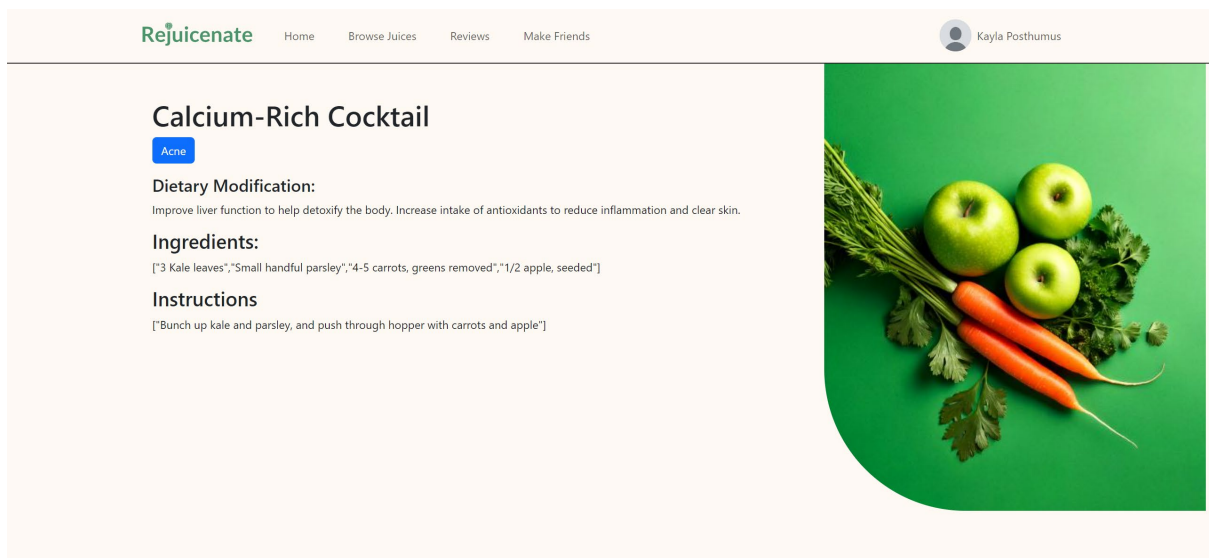 Rejuicenate
Home
Browse Juices
Reviews
Make Friends
Kayla Posthumus
Calcium-Rich Cocktail
Acne
Dietary Modification:
Improve liver function to help detoxify the body. Increase intake of antioxidants to reduce inflammation and clear skin.
Ingredients:
["3 Kale leaves","Small handful parsley","4-5 carrots, greens removed","1/2 apple, seeded"]
Instructions
["Bunch up kale and parsley, and push through hopper with carrots and apple"]